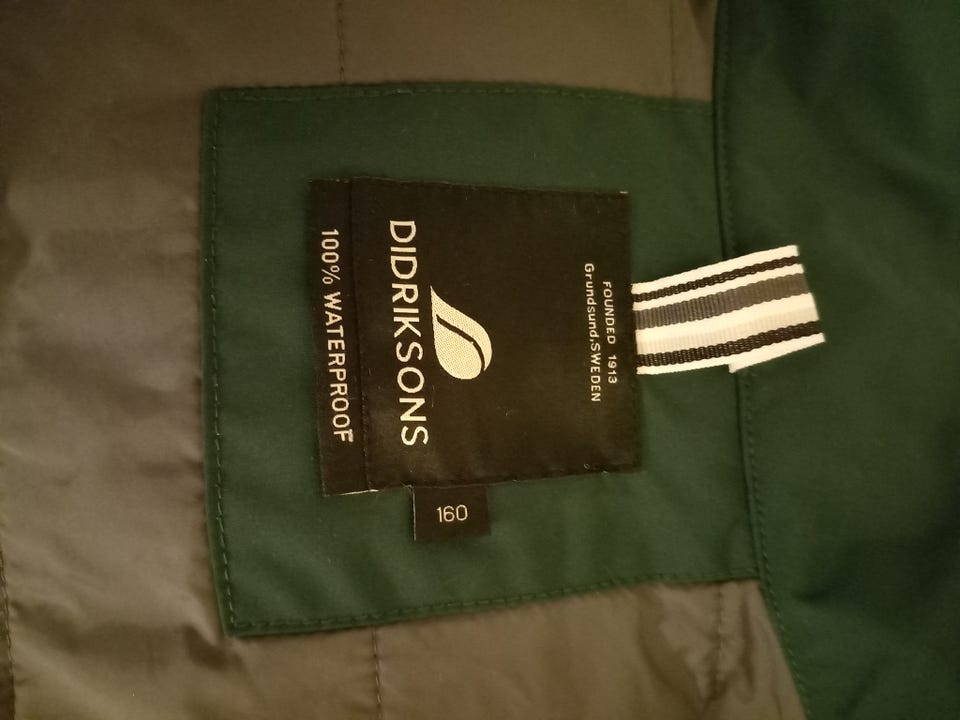 FOUNDED 1913
Grundsund.SWEDEN
DIDRIKSONS
100% WATERPROOF
160